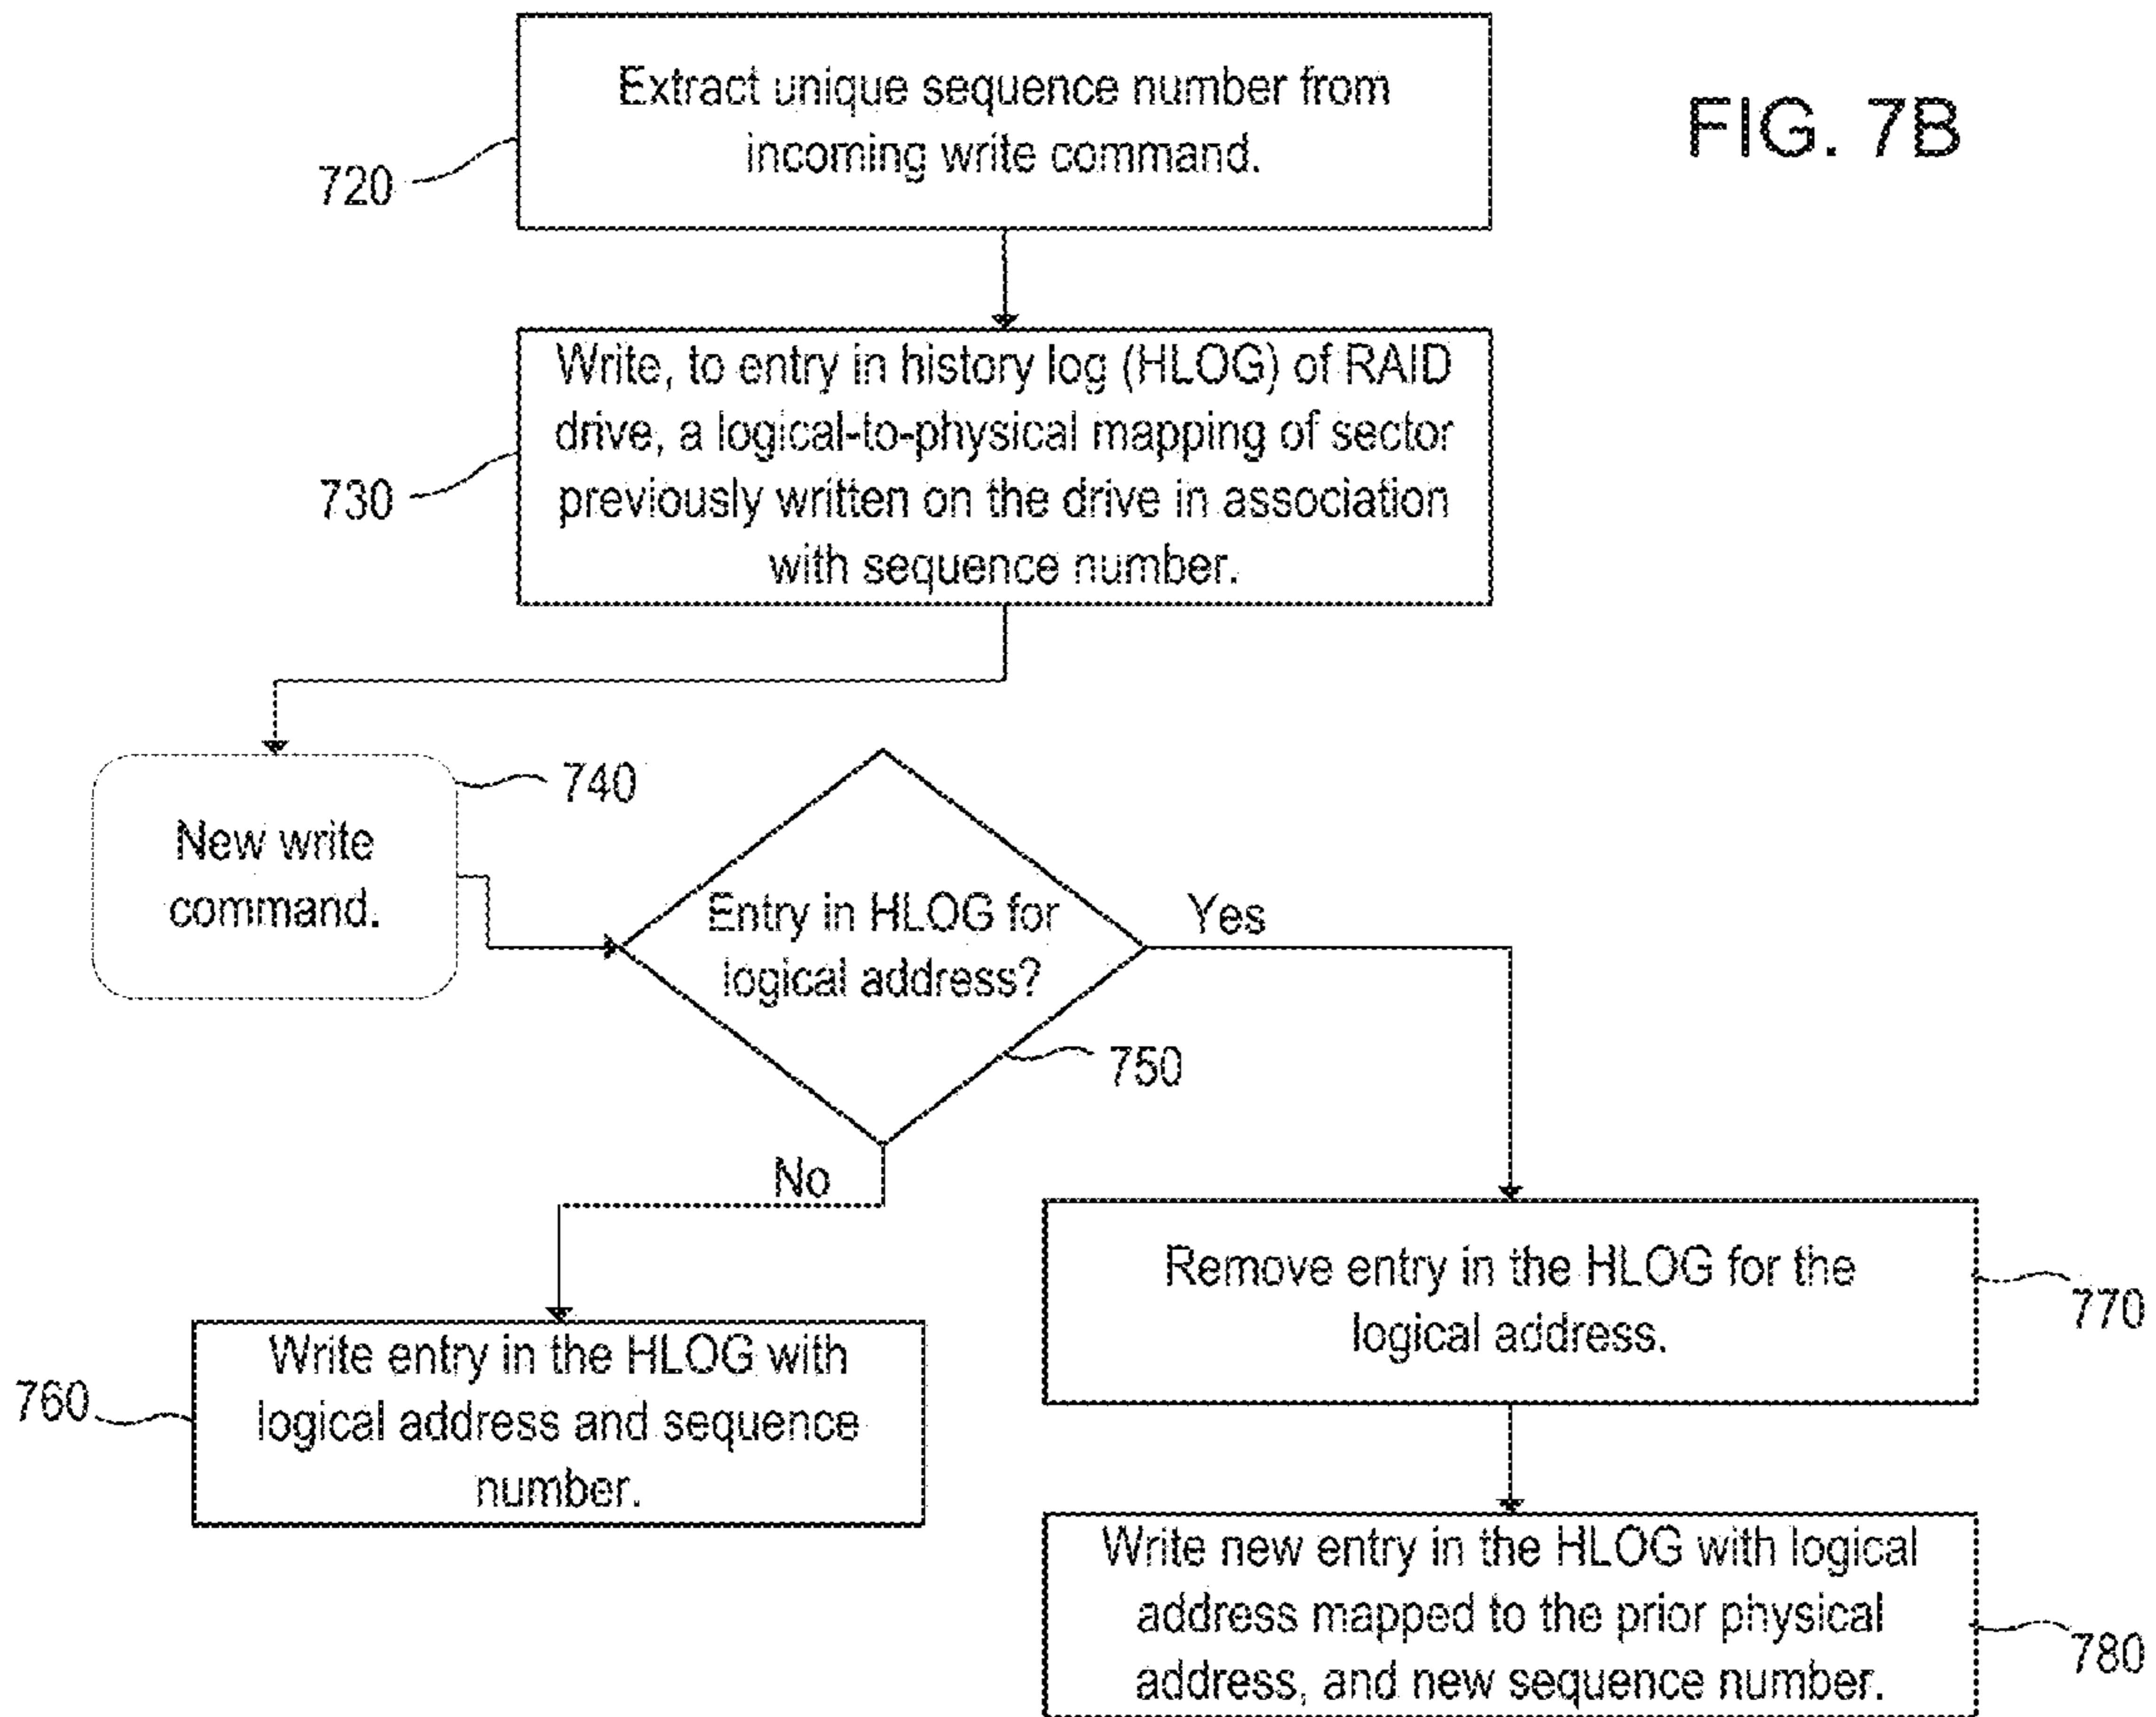 Extract unique sequence number from
incoming write command.
FIG. 7B
720
Write, to entry in history log (HLOG) of RAID
drive, a logical-to-physical mapping of sector
previously written on the drive in association
with sequence number.
730
740
New write
command.
Entry in HLOG for
logical address?
Yes
750
No
Remove entry in the HLOG for the
logical address.
770
Write entry in the HLOG with
logical address and sequence
number.
760
Write new entry in the HLOG with logical
address mapped to the prior physical
address, and new sequence number.
780